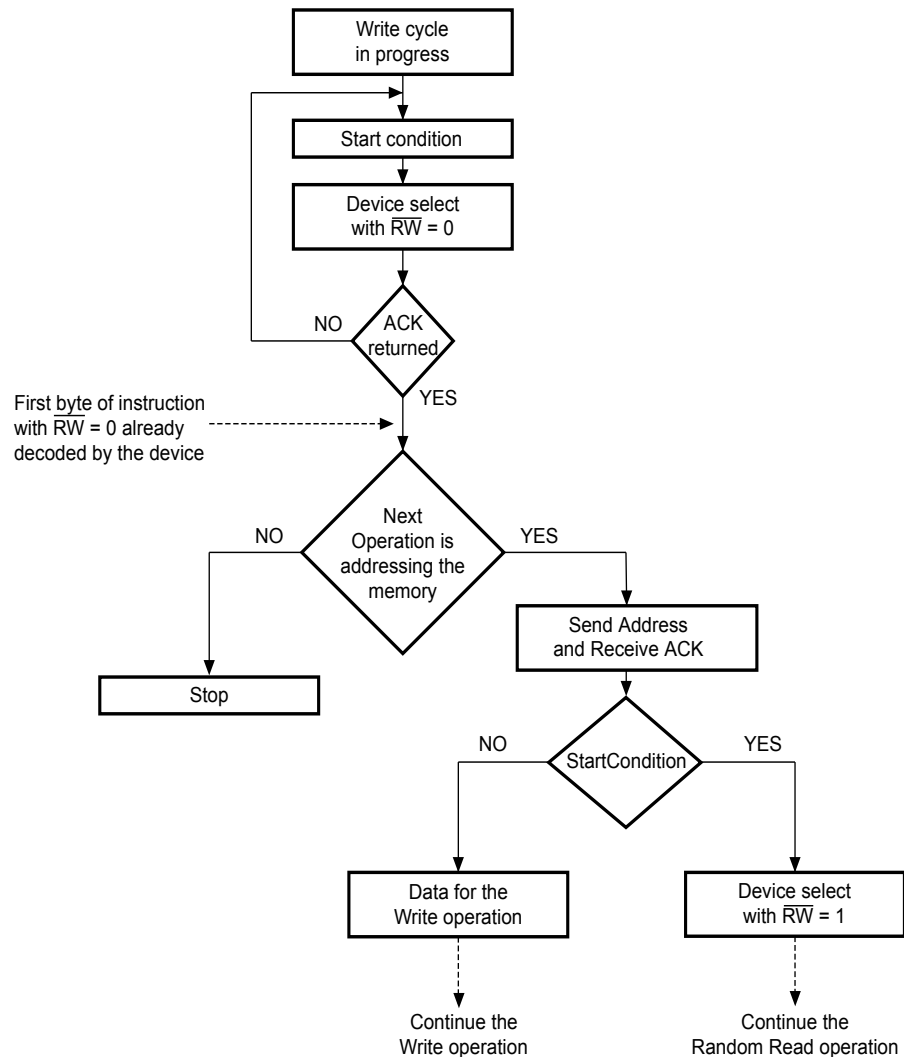 Write cycle
in progress
Start condition
Device select
with R̅W̅ = 0
NO
ACK
returned
YES
First byte of instruction
with R̅W̅ = 0 already
decoded by the device
NO
Next
Operation is
addressing the
memory
YES
Send Address
and Receive ACK
Stop
NO
StartCondition
YES
Data for the
Write operation
Device select
with R̅W̅ = 1
Continue the
Write operation
Continue the
Random Read operation